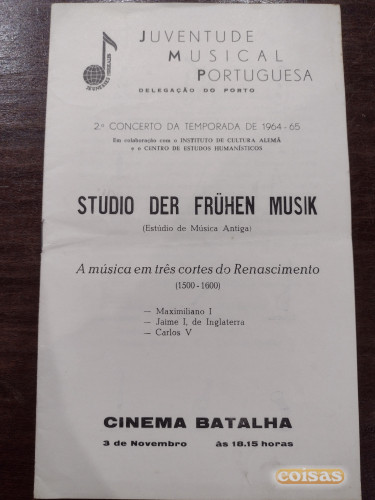 JUVENTUDE
MUSICAL
PORTUGUESA
DELEGAÇÃO DO PORTO
2.º CONCERTO DA TEMPORADA DE 1964-65
Em colaboração com o INSTITUTO DE CULTURA ALEMÃ
e o CENTRO DE ESTUDOS HUMANÍSTICOS
STUDIO DER FRÜHEN MUSIK
(Estúdio de Música Antiga)
A música em três cortes do Renascimento
(1500-1600)
— Maximiliano I
— Jaime I, de Inglaterra
— Carlos V
CINEMA BATALHA
3 de Novembro às 18.15 horas
coisas